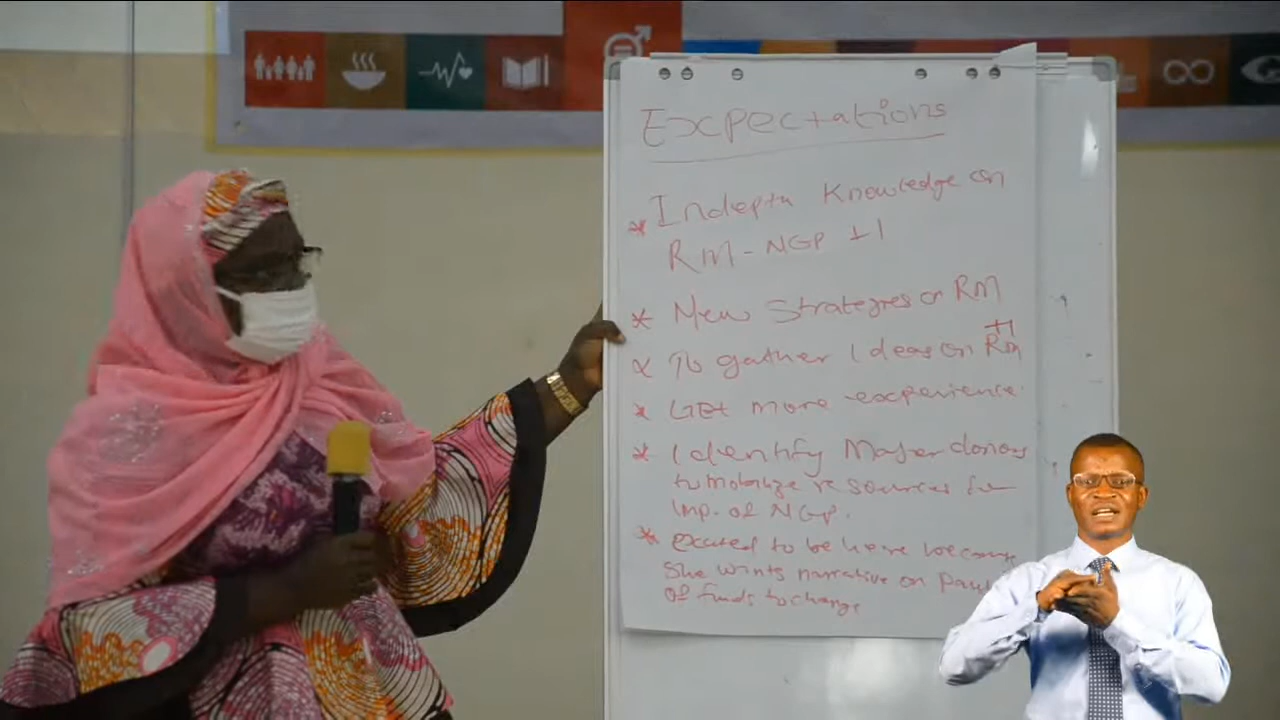 Expectations
* Indepth Knowledge on
RM - NGP +1
* New Strategies on RM
* To gather Ideas on RM +1
* Get more experience
* Identify Major donors
to Mobilize resources for
Imp. of NGP.
* excited to be here because
She wants narrative on
of funds to change